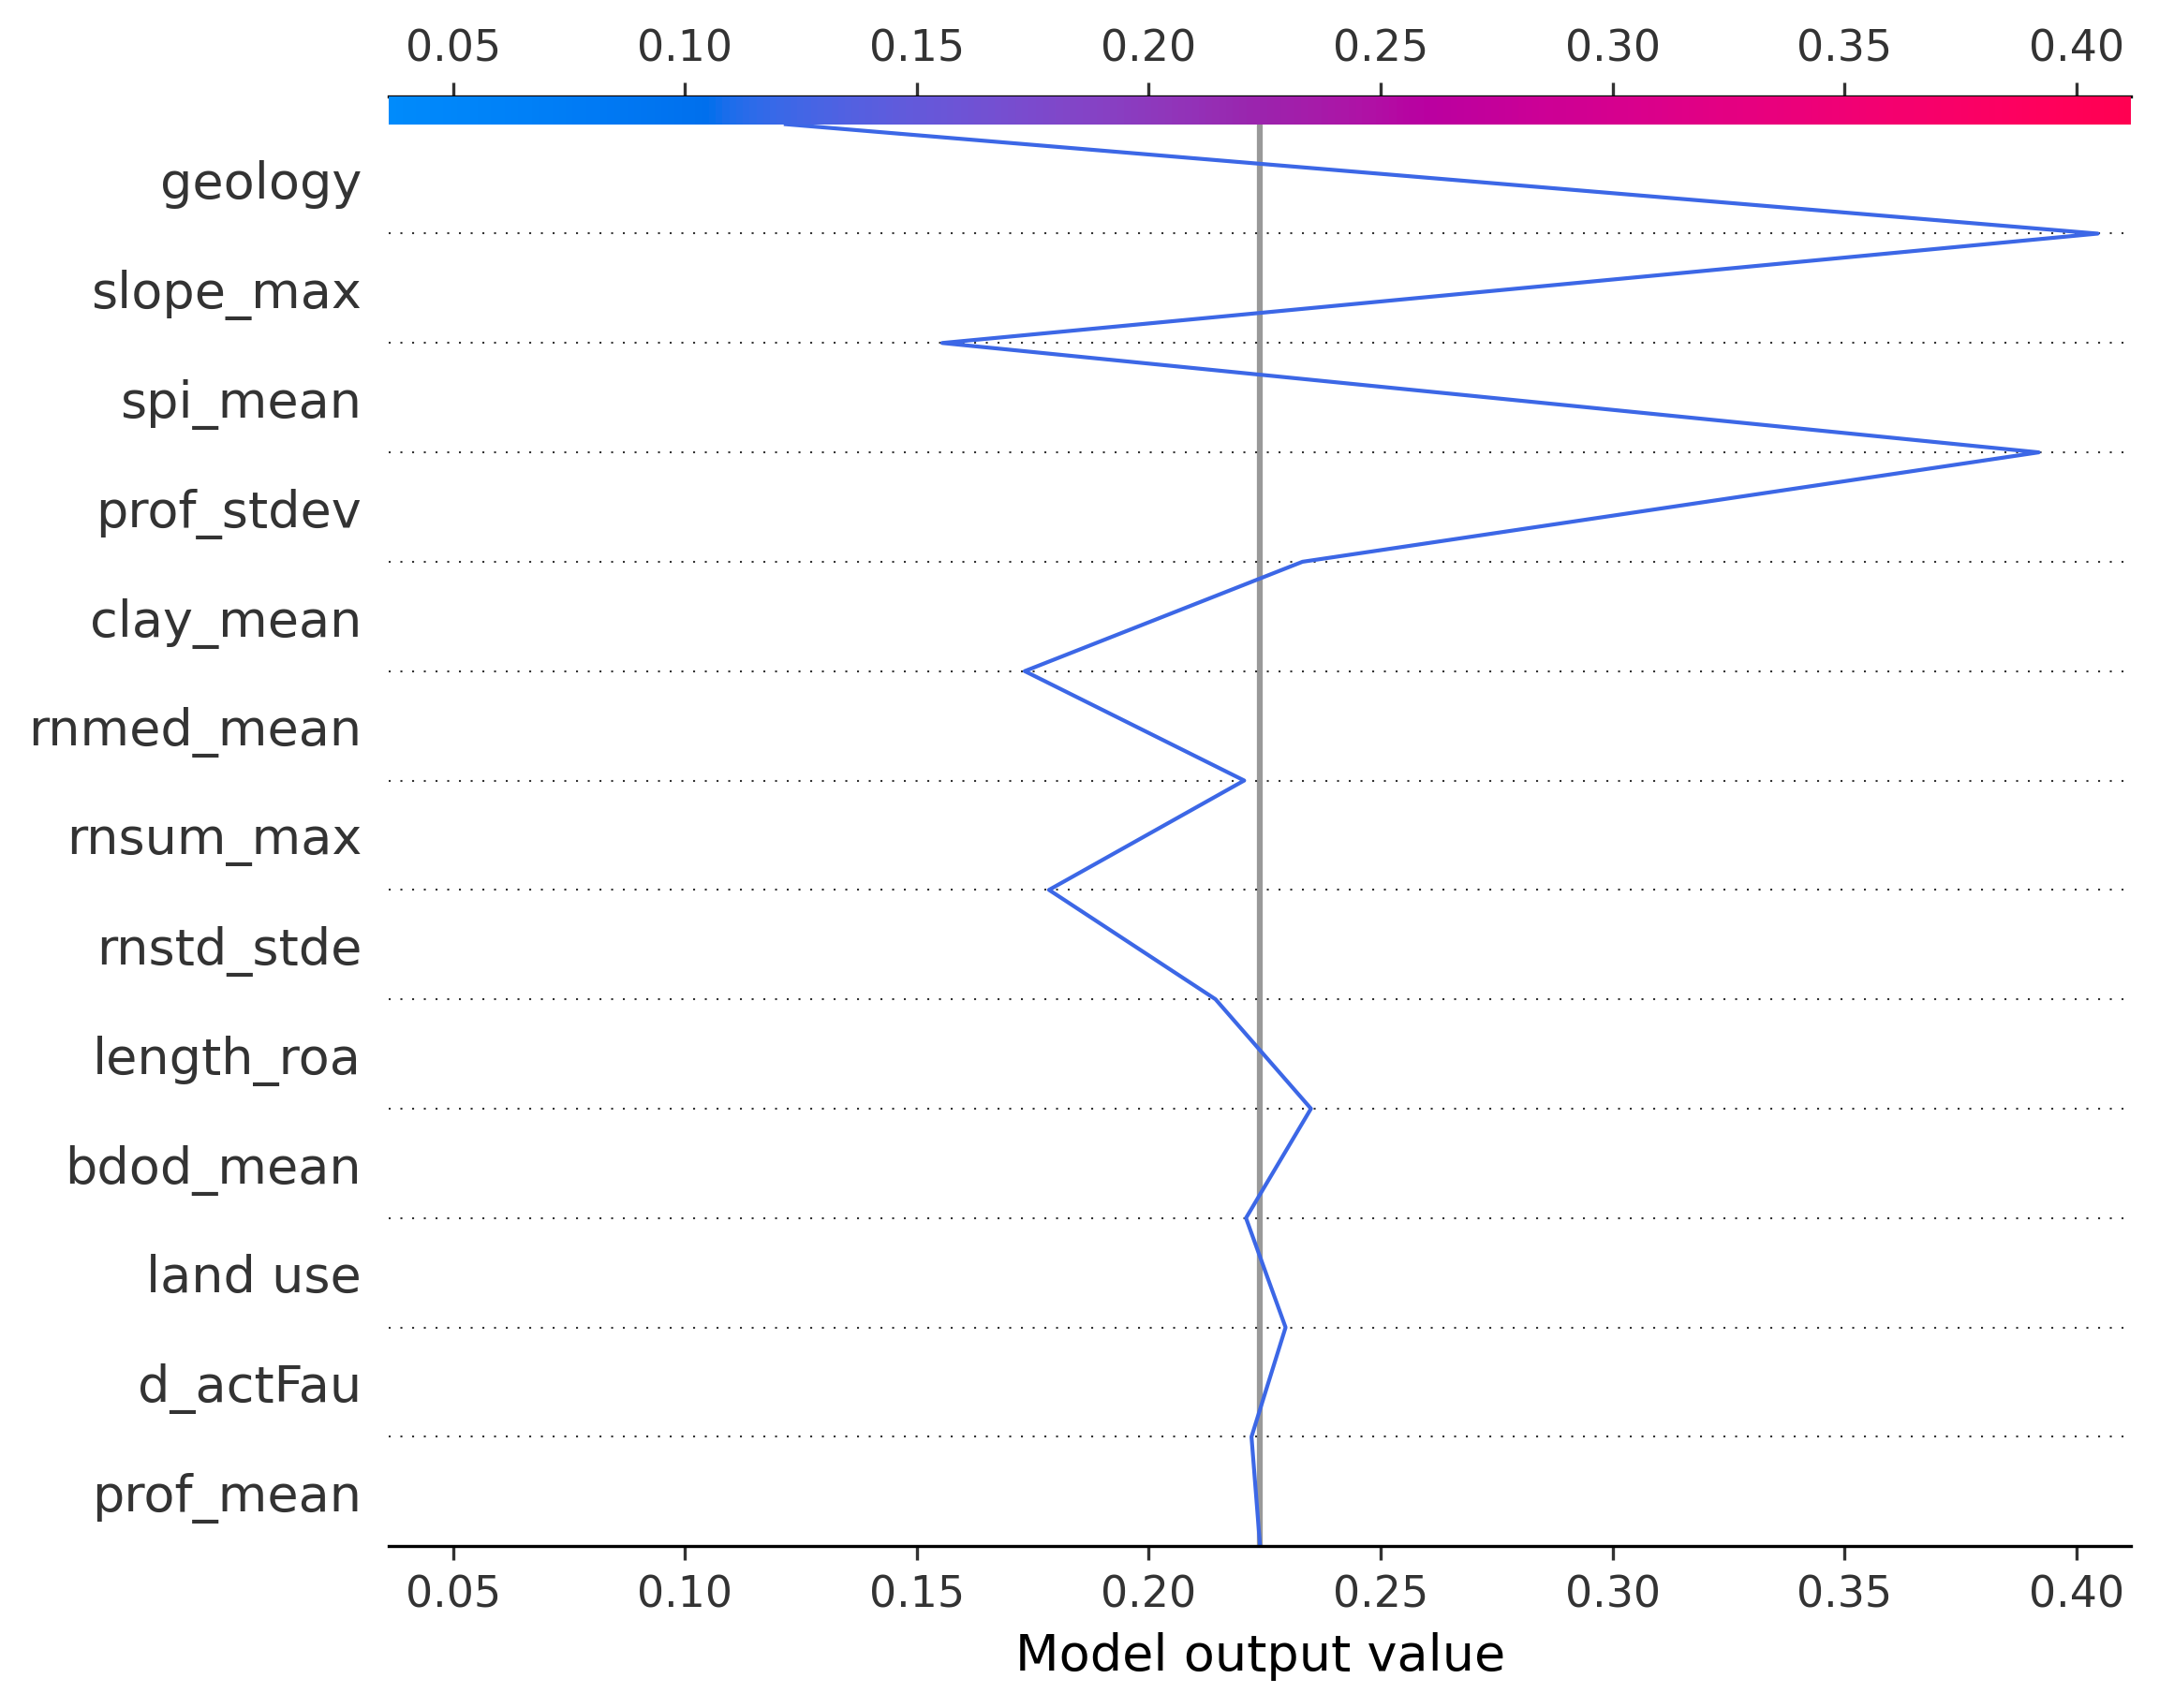 0.05 0.10 0.15 0.20 0.25 0.30 0.35 0.40
geology
slope_max
spi_mean
prof_stdev
clay_mean
rnmed_mean
rnsum_max
rnstd_stde
length_roa
bdod_mean
land use
d_actFau
prof_mean
0.05 0.10 0.15 0.20 0.25 0.30 0.35 0.40
Model output value